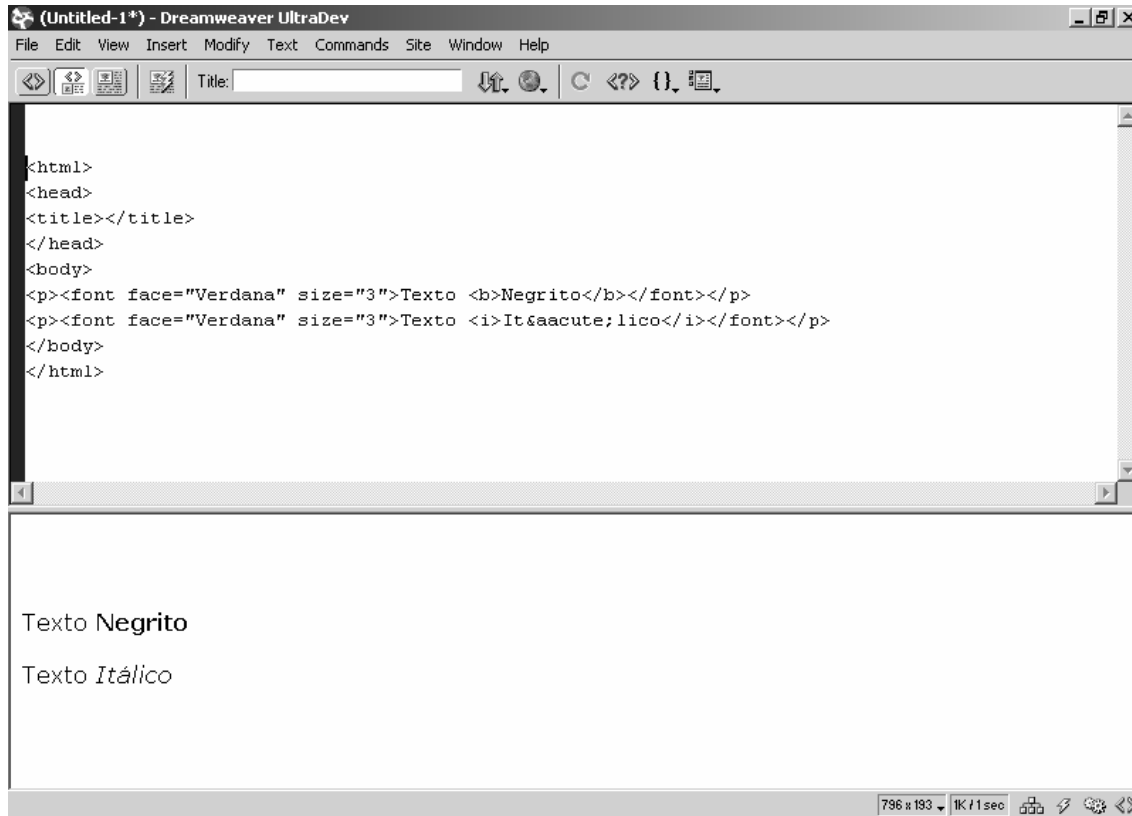 (Untitled-1*) - Dreamweaver UltraDev
File Edit View Insert Modify Text Commands Site Window Help
Title:
<html>
<head>
<title></title>
</head>
<body>
<p><font face="Verdana" size="3">Texto <b>Negrito</b></font></p>
<p><font face="Verdana" size="3">Texto <i>It&aacute;lico</i></font></p>
</body>
</html>
Texto Negrito
Texto Itálico
796 x 193 1K / 1 sec